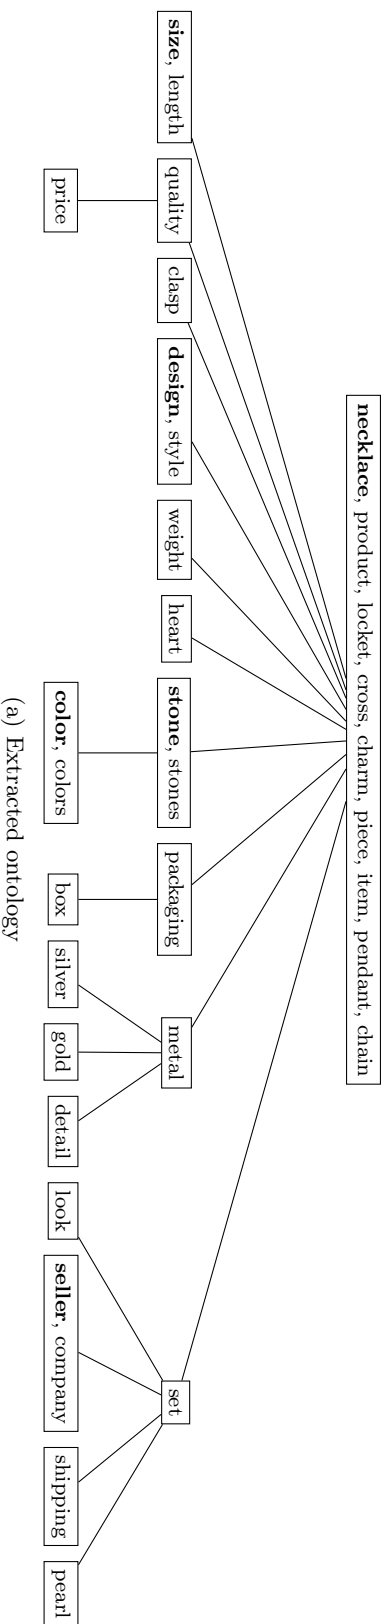 necklace, product, locket, cross, charm, piece, item, pendant, chain
size, length
quality
clasp
design, style
weight
heart
stone, stones
packaging
metal
set
price
color, colors
box
silver
gold
detail
look
seller, company
shipping
pearl
(a) Extracted ontology